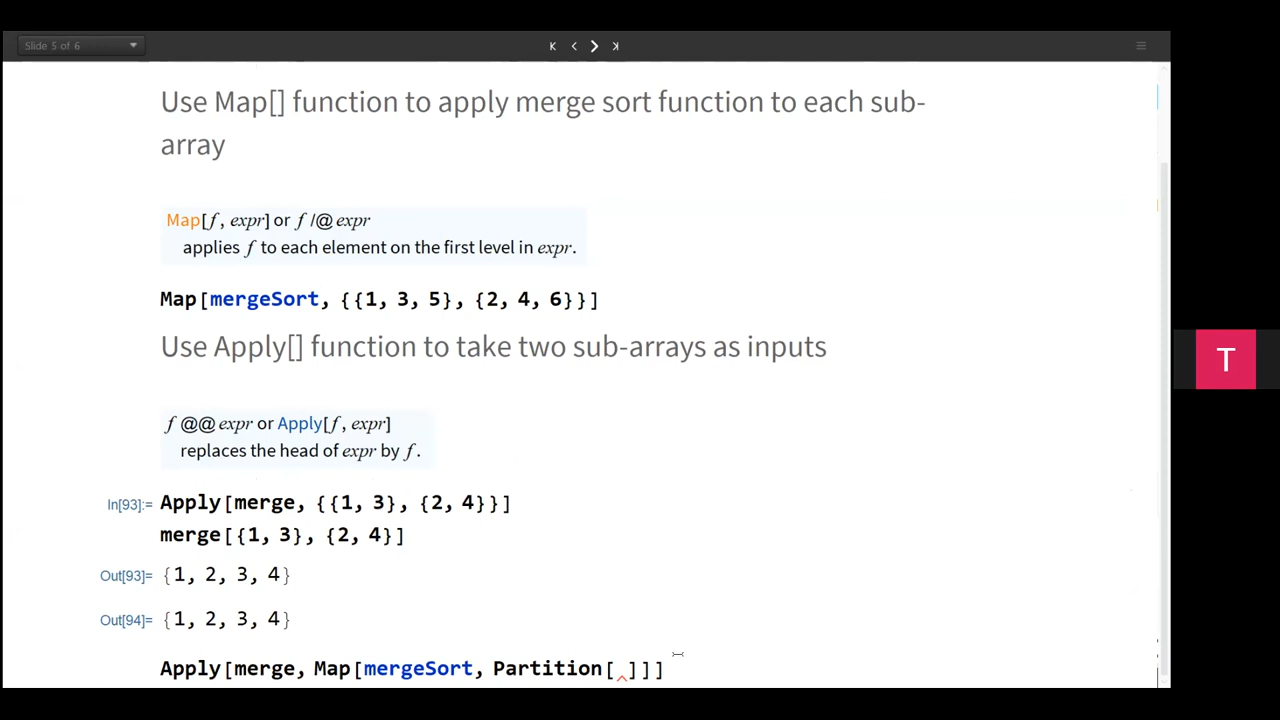 Slide 5 of 6
Use Map[] function to apply merge sort function to each sub-
array
Map[f, expr] or f /@ expr
applies f to each element on the first level in expr.
Map[mergeSort, {{1, 3, 5}, {2, 4, 6}}]
Use Apply[] function to take two sub-arrays as inputs
f @@ expr or Apply[f, expr]
replaces the head of expr by f.
In[93]:= Apply[merge, {{1, 3}, {2, 4}}]
merge[{1, 3}, {2, 4}]
Out[93]= {1, 2, 3, 4}
Out[94]= {1, 2, 3, 4}
Apply[merge, Map[mergeSort, Partition[ ]]]
T